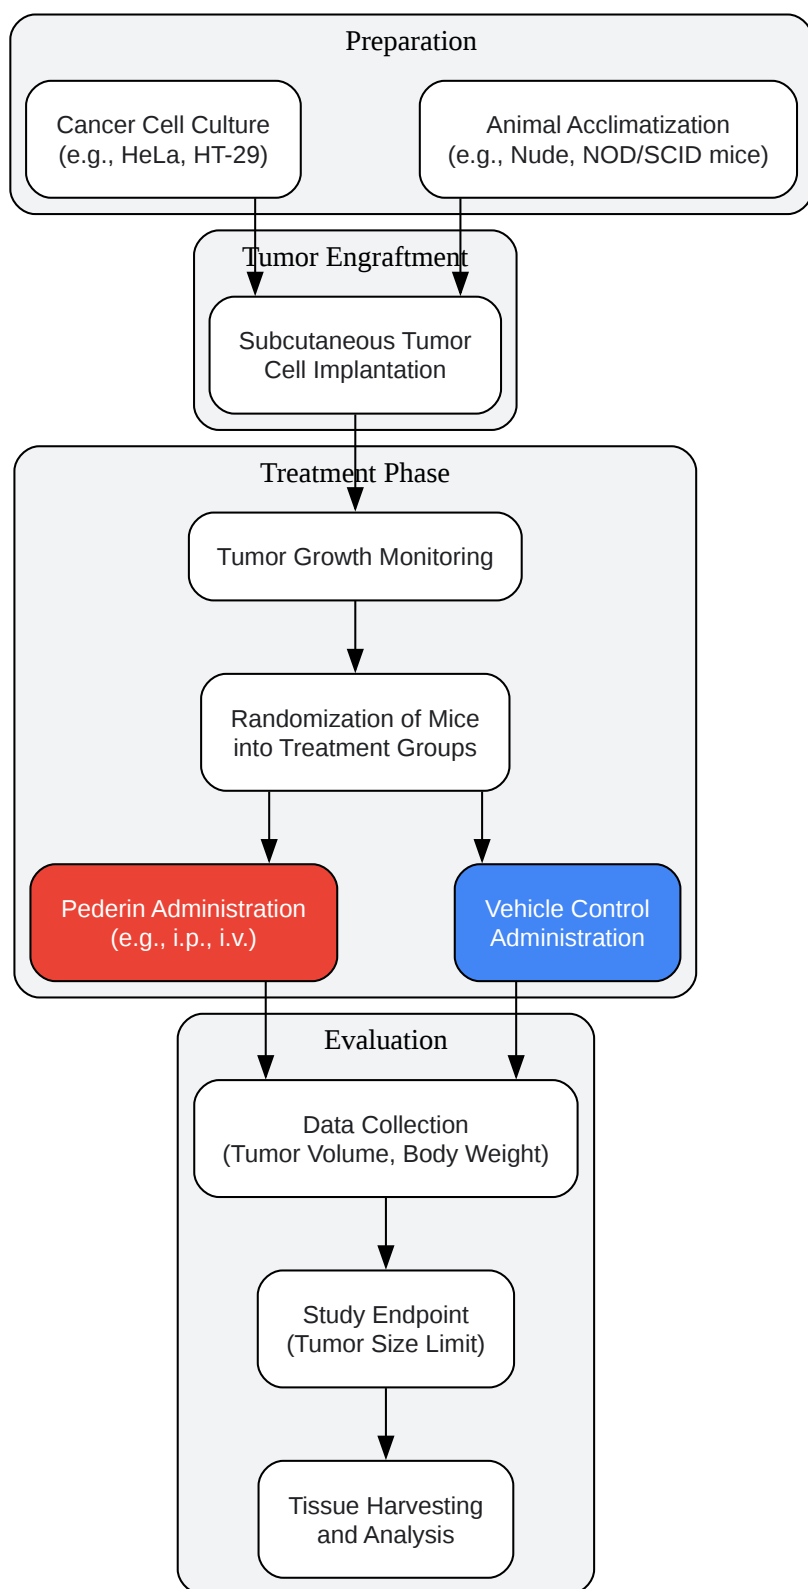 Preparation
Cancer Cell Culture
(e.g., HeLa, HT-29)
Animal Acclimatization
(e.g., Nude, NOD/SCID mice)
Tumor Engraftment
Subcutaneous Tumor
Cell Implantation
Treatment Phase
Tumor Growth Monitoring
Randomization of Mice
into Treatment Groups
Pederin Administration
(e.g., i.p., i.v.)
Vehicle Control
Administration
Evaluation
Data Collection
(Tumor Volume, Body Weight)
Study Endpoint
(Tumor Size Limit)
Tissue Harvesting
and Analysis